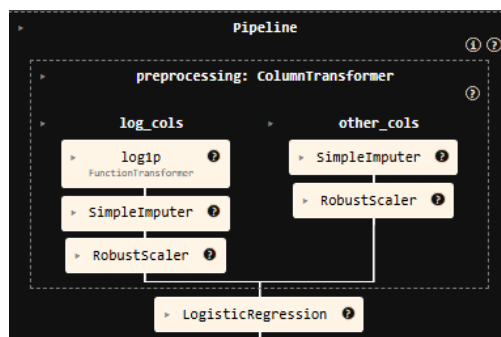 Pipeline
i ?
preprocessing: ColumnTransformer
?
log_cols
other_cols
log1p ?
FunctionTransformer
SimpleImputer ?
SimpleImputer ?
RobustScaler ?
RobustScaler ?
LogisticRegression ?